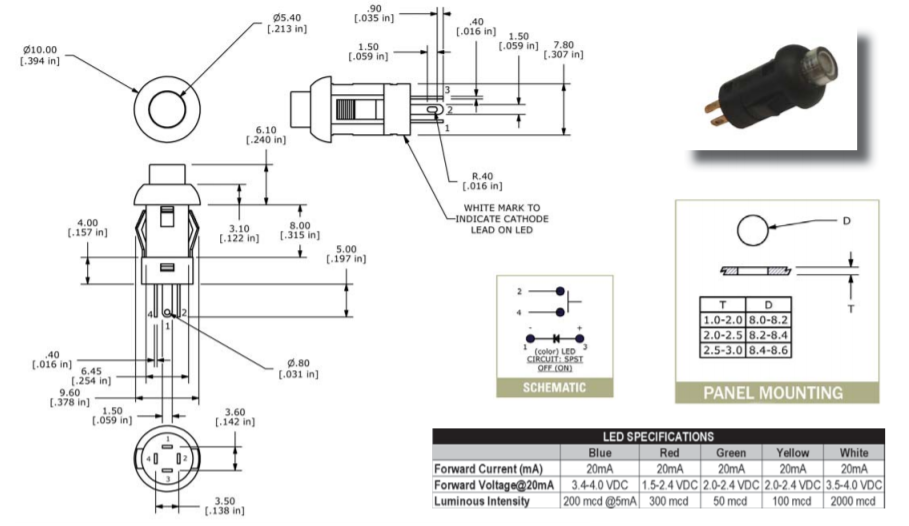 Ø10.00
[.394 in]
Ø5.40
[.213 in]
.90
[.035 in]
.40
[.016 in]
1.50
[.059 in]
1.50
[.059 in]
7.80
[.307 in]
3
2
1
R.40
[.016 in]
WHITE MARK TO
INDICATE CATHODE
LEAD ON LED
6.10
[.240 in]
3.10
[.122 in]
8.00
[.315 in]
4.00
[.157 in]
5.00
[.197 in]
4
1
2
.40
[.016 in]
6.45
[.254 in]
9.60
[.378 in]
Ø.80
[.031 in]
1.50
[.059 in]
3.60
[.142 in]
1
4
2
3
3.50
[.138 in]
2
4
- +
1 3
(color) LED
CIRCUIT: SPST
OFF (ON)
SCHEMATIC
D
T
T D
1.0-2.0 8.0-8.2
2.0-2.5 8.2-8.4
2.5-3.0 8.4-8.6
PANEL MOUNTING
LED SPECIFICATIONS
Blue Red Green Yellow White
Forward Current (mA) 20mA 20mA 20mA 20mA 20mA
Forward Voltage@20mA 3.4-4.0 VDC 1.5-2.4 VDC 2.0-2.4 VDC 2.0-2.4 VDC 3.5-4.0 VDC
Luminous Intensity 200 mcd @5mA 300 mcd 50 mcd 100 mcd 2000 mcd